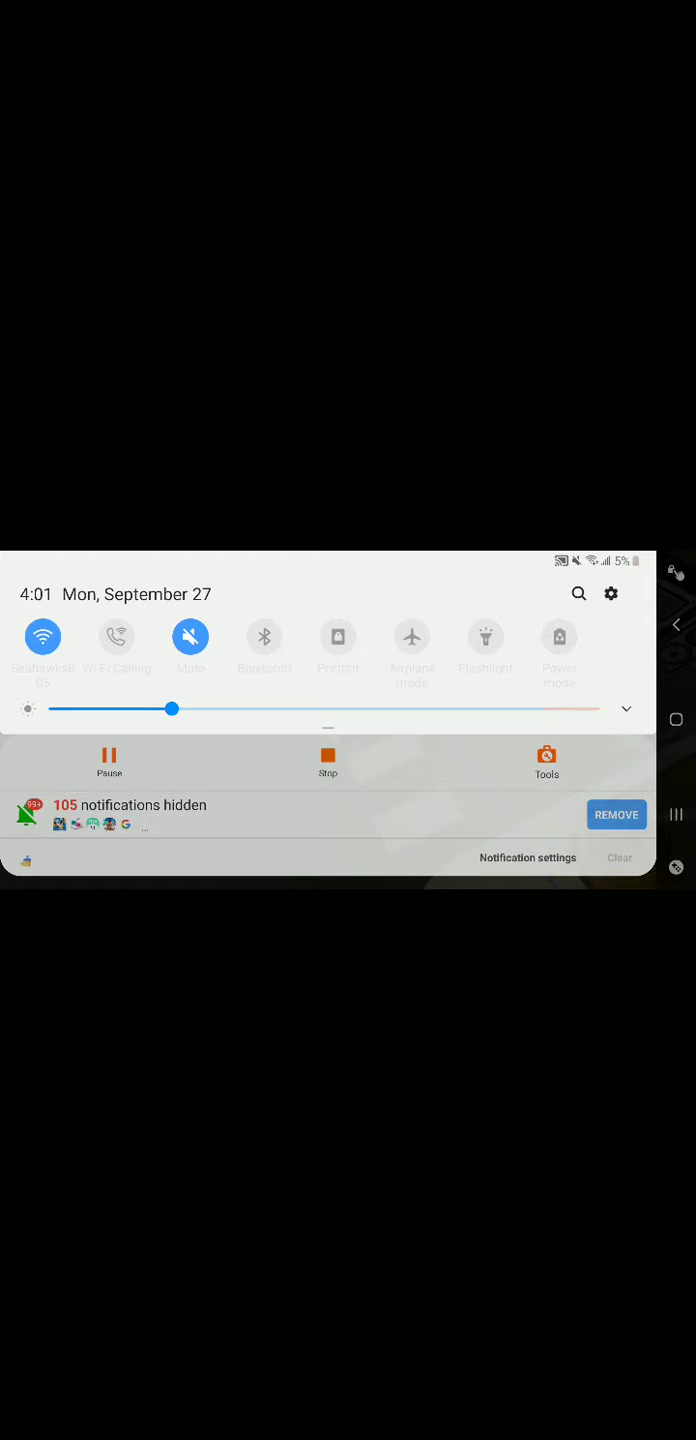 5%
4:01 Mon, September 27
Seahawks8
05
Wi-Fi Calling
Mute
Bluetooth
Portrait
Airplane
mode
Flashlight
Power
mode
Pause
Stop
Tools
99+
105 notifications hidden
...
REMOVE
Notification settings
Clear